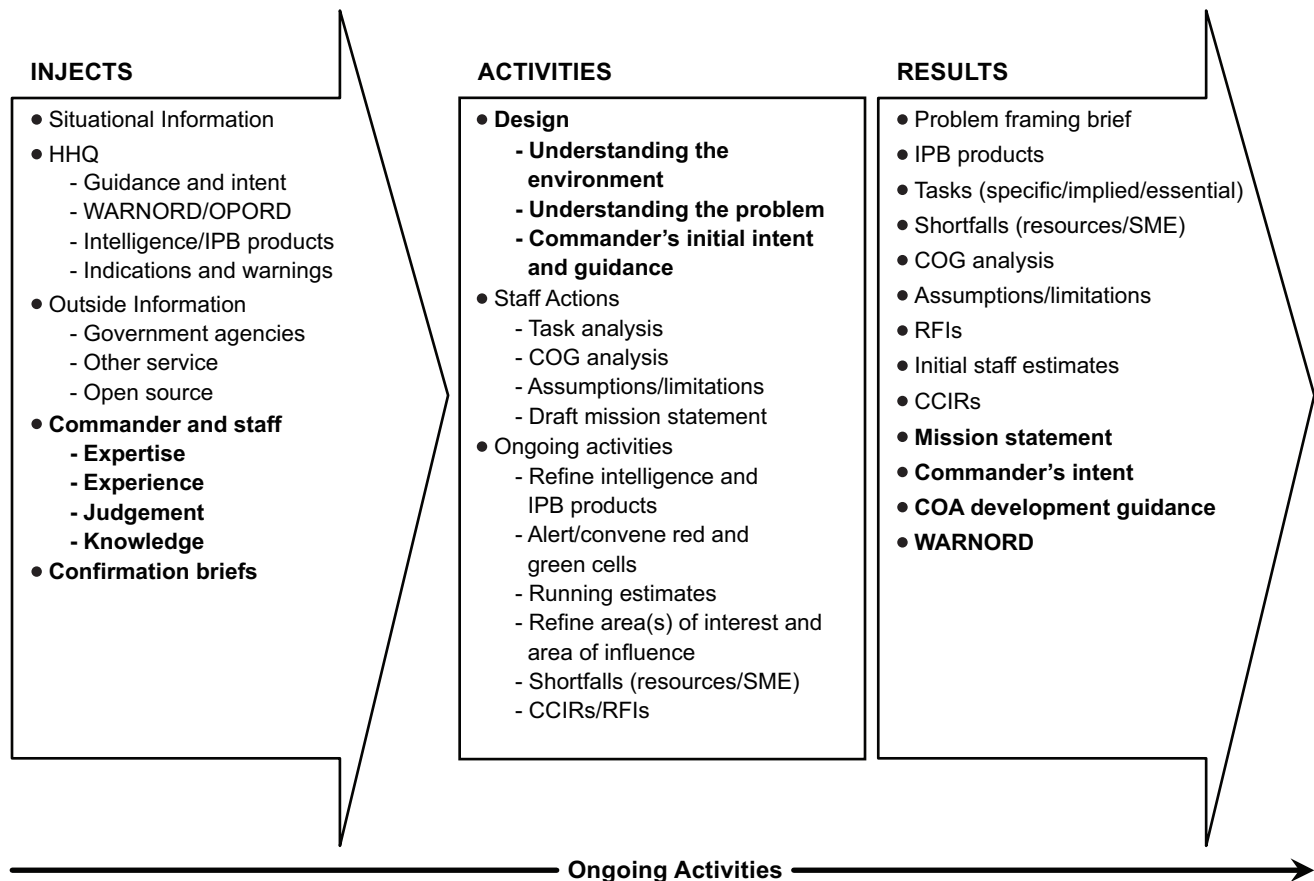 INJECTS
• Situational Information
• HHQ
- Guidance and intent
- WARNORD/OPORD
- Intelligence/IPB products
- Indications and warnings
• Outside Information
- Government agencies
- Other service
- Open source
• Commander and staff
- Expertise
- Experience
- Judgement
- Knowledge
• Confirmation briefs
ACTIVITIES
• Design
- Understanding the
environment
- Understanding the problem
- Commander’s initial intent
and guidance
• Staff Actions
- Task analysis
- COG analysis
- Assumptions/limitations
- Draft mission statement
• Ongoing activities
- Refine intelligence and
IPB products
- Alert/convene red and
green cells
- Running estimates
- Refine area(s) of interest and
area of influence
- Shortfalls (resources/SME)
- CCIRs/RFIs
RESULTS
• Problem framing brief
• IPB products
• Tasks (specific/implied/essential)
• Shortfalls (resources/SME)
• COG analysis
• Assumptions/limitations
• RFIs
• Initial staff estimates
• CCIRs
• Mission statement
• Commander’s intent
• COA development guidance
• WARNORD
Ongoing Activities